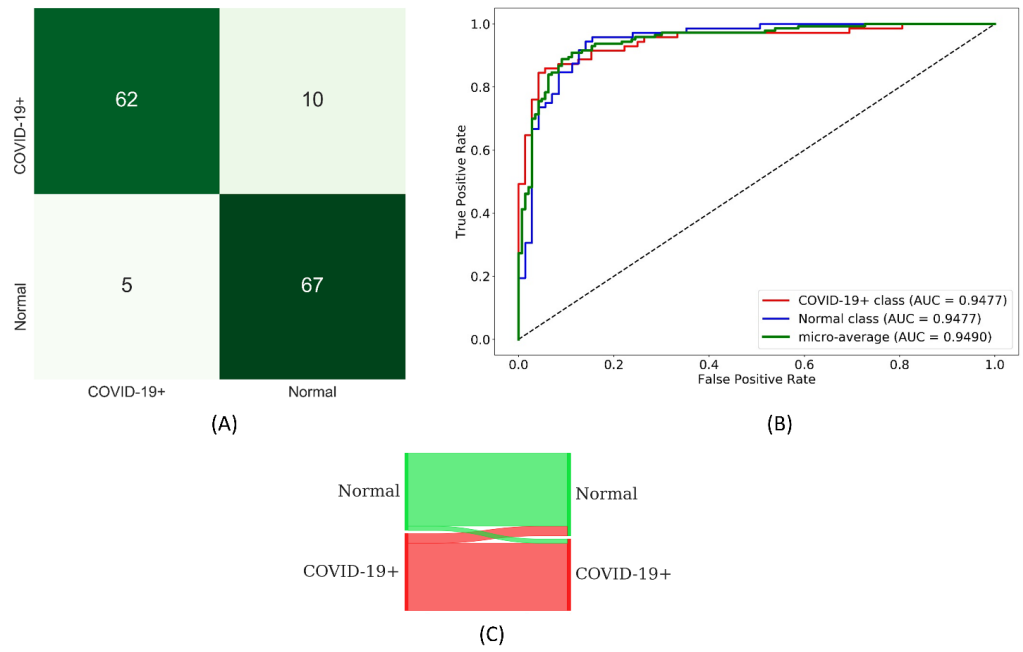 COVID-19+
62
10
Normal
5
67
COVID-19+
Normal
(A)
True Positive Rate
1.0
0.8
0.6
0.4
0.2
0.0
COVID-19+ class (AUC = 0.9477)
Normal class (AUC = 0.9477)
micro-average (AUC = 0.9490)
0.0
0.2
0.4
0.6
0.8
1.0
False Positive Rate
(B)
Normal
Normal
COVID-19+
COVID-19+
(C)